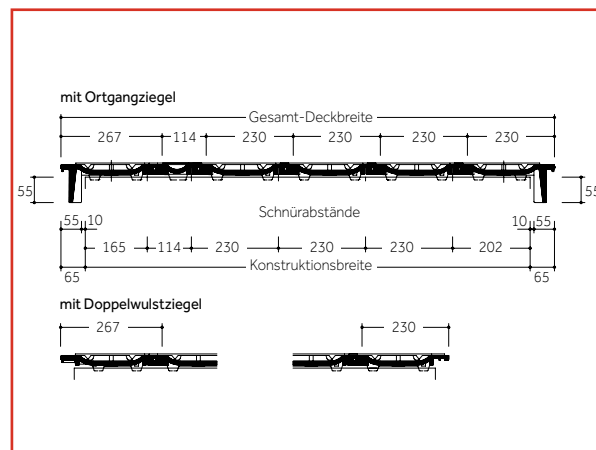 mit Ortgangziegel
Gesamt-Deckbreite
267 114 230 230 230 230
55 55
Schnürabstände
55 10 10 55
165 114 230 230 230 202
Konstruktionsbreite
65 65
mit Doppelwulstziegel
267 230